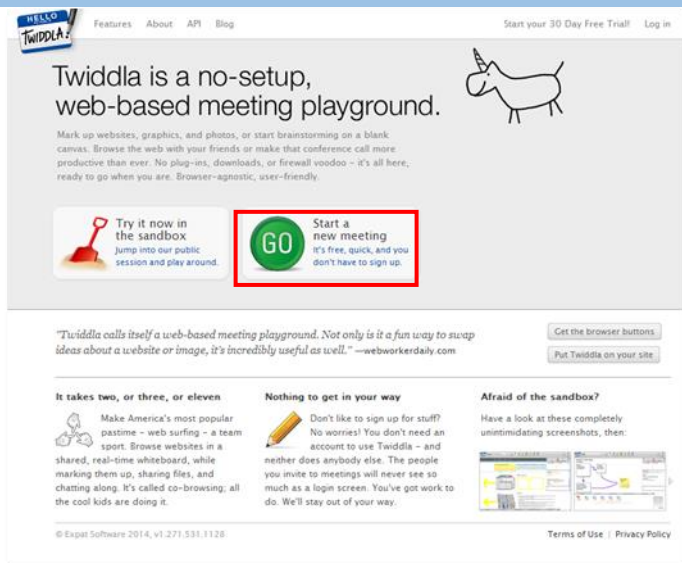 HELLO
TWIDDLA!
Features About API Blog
Start your 30 Day Free Trial! Log in
Twiddla is a no-setup,
web-based meeting playground.
Mark up websites, graphics, and photos, or start brainstorming on a blank
canvas. Browse the web with your friends or make that conference call more
productive than ever. No plug-ins, downloads, or firewall voodoo - it's all here,
ready to go when you are. Browser-agnostic, user-friendly.
Try it now in
the sandbox
Jump into our public
session and play around.
GO
Start a
new meeting
It's free, quick, and you
don't have to sign up.
"Twiddla calls itself a web-based meeting playground. Not only is it a fun way to swap
ideas about a website or image, it's incredibly useful as well." —webworkerdaily.com
Get the browser buttons
Put Twiddla on your site
It takes two, or three, or eleven
Make America's most popular
pastime - web surfing - a team
sport. Browse websites in a
shared, real-time whiteboard, while
marking them up, sharing files, and
chatting along. It's called co-browsing; all
the cool kids are doing it.
Nothing to get in your way
Don't like to sign up for stuff?
No worries! You don't need an
account to use Twiddla - and
neither does anybody else. The people
you invite to meetings will never see so
much as a login screen. You've got work to
do. We'll stay out of your way.
Afraid of the sandbox?
Have a look at these completely
unintimidating screenshots, then:
© Expat Software 2014, v1.271.531.1128
Terms of Use | Privacy Policy